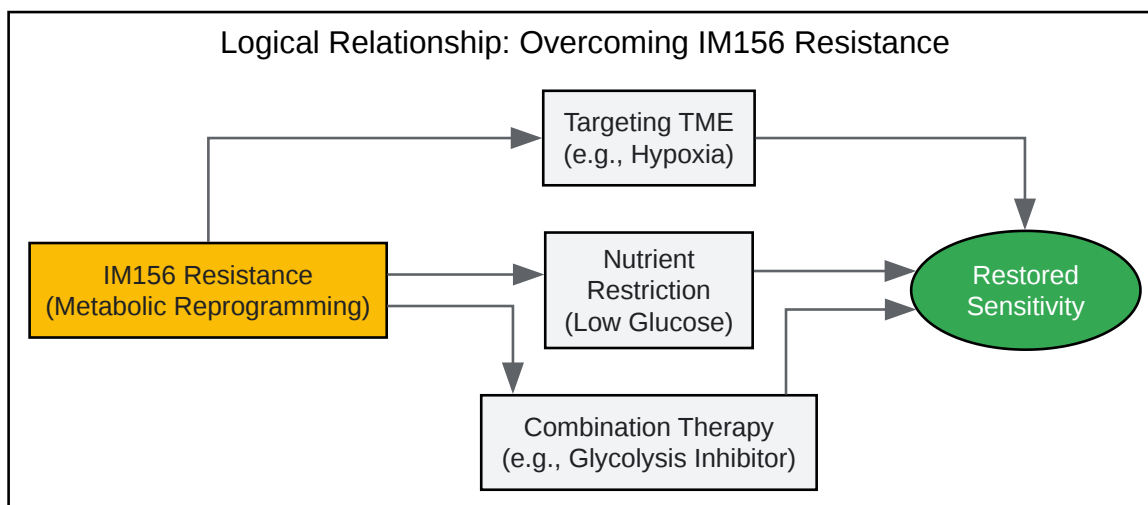 Logical Relationship: Overcoming IM156 Resistance
Targeting TME
(e.g., Hypoxia)
IM156 Resistance
(Metabolic Reprogramming)
Nutrient
Restriction
(Low Glucose)
Restored
Sensitivity
Combination Therapy
(e.g., Glycolysis Inhibitor)